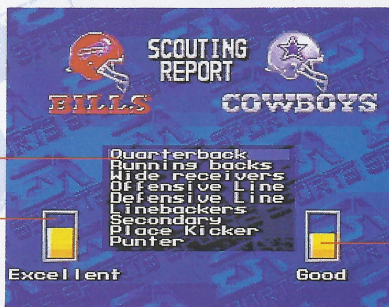 SCOUTING
REPORT
BILLS
COWBOYS
Quarterback
Running backs
Wide receivers
Offensive Line
Defensive Line
Linebackers
Secondary
Place Kicker
Punter
Excellent
Good